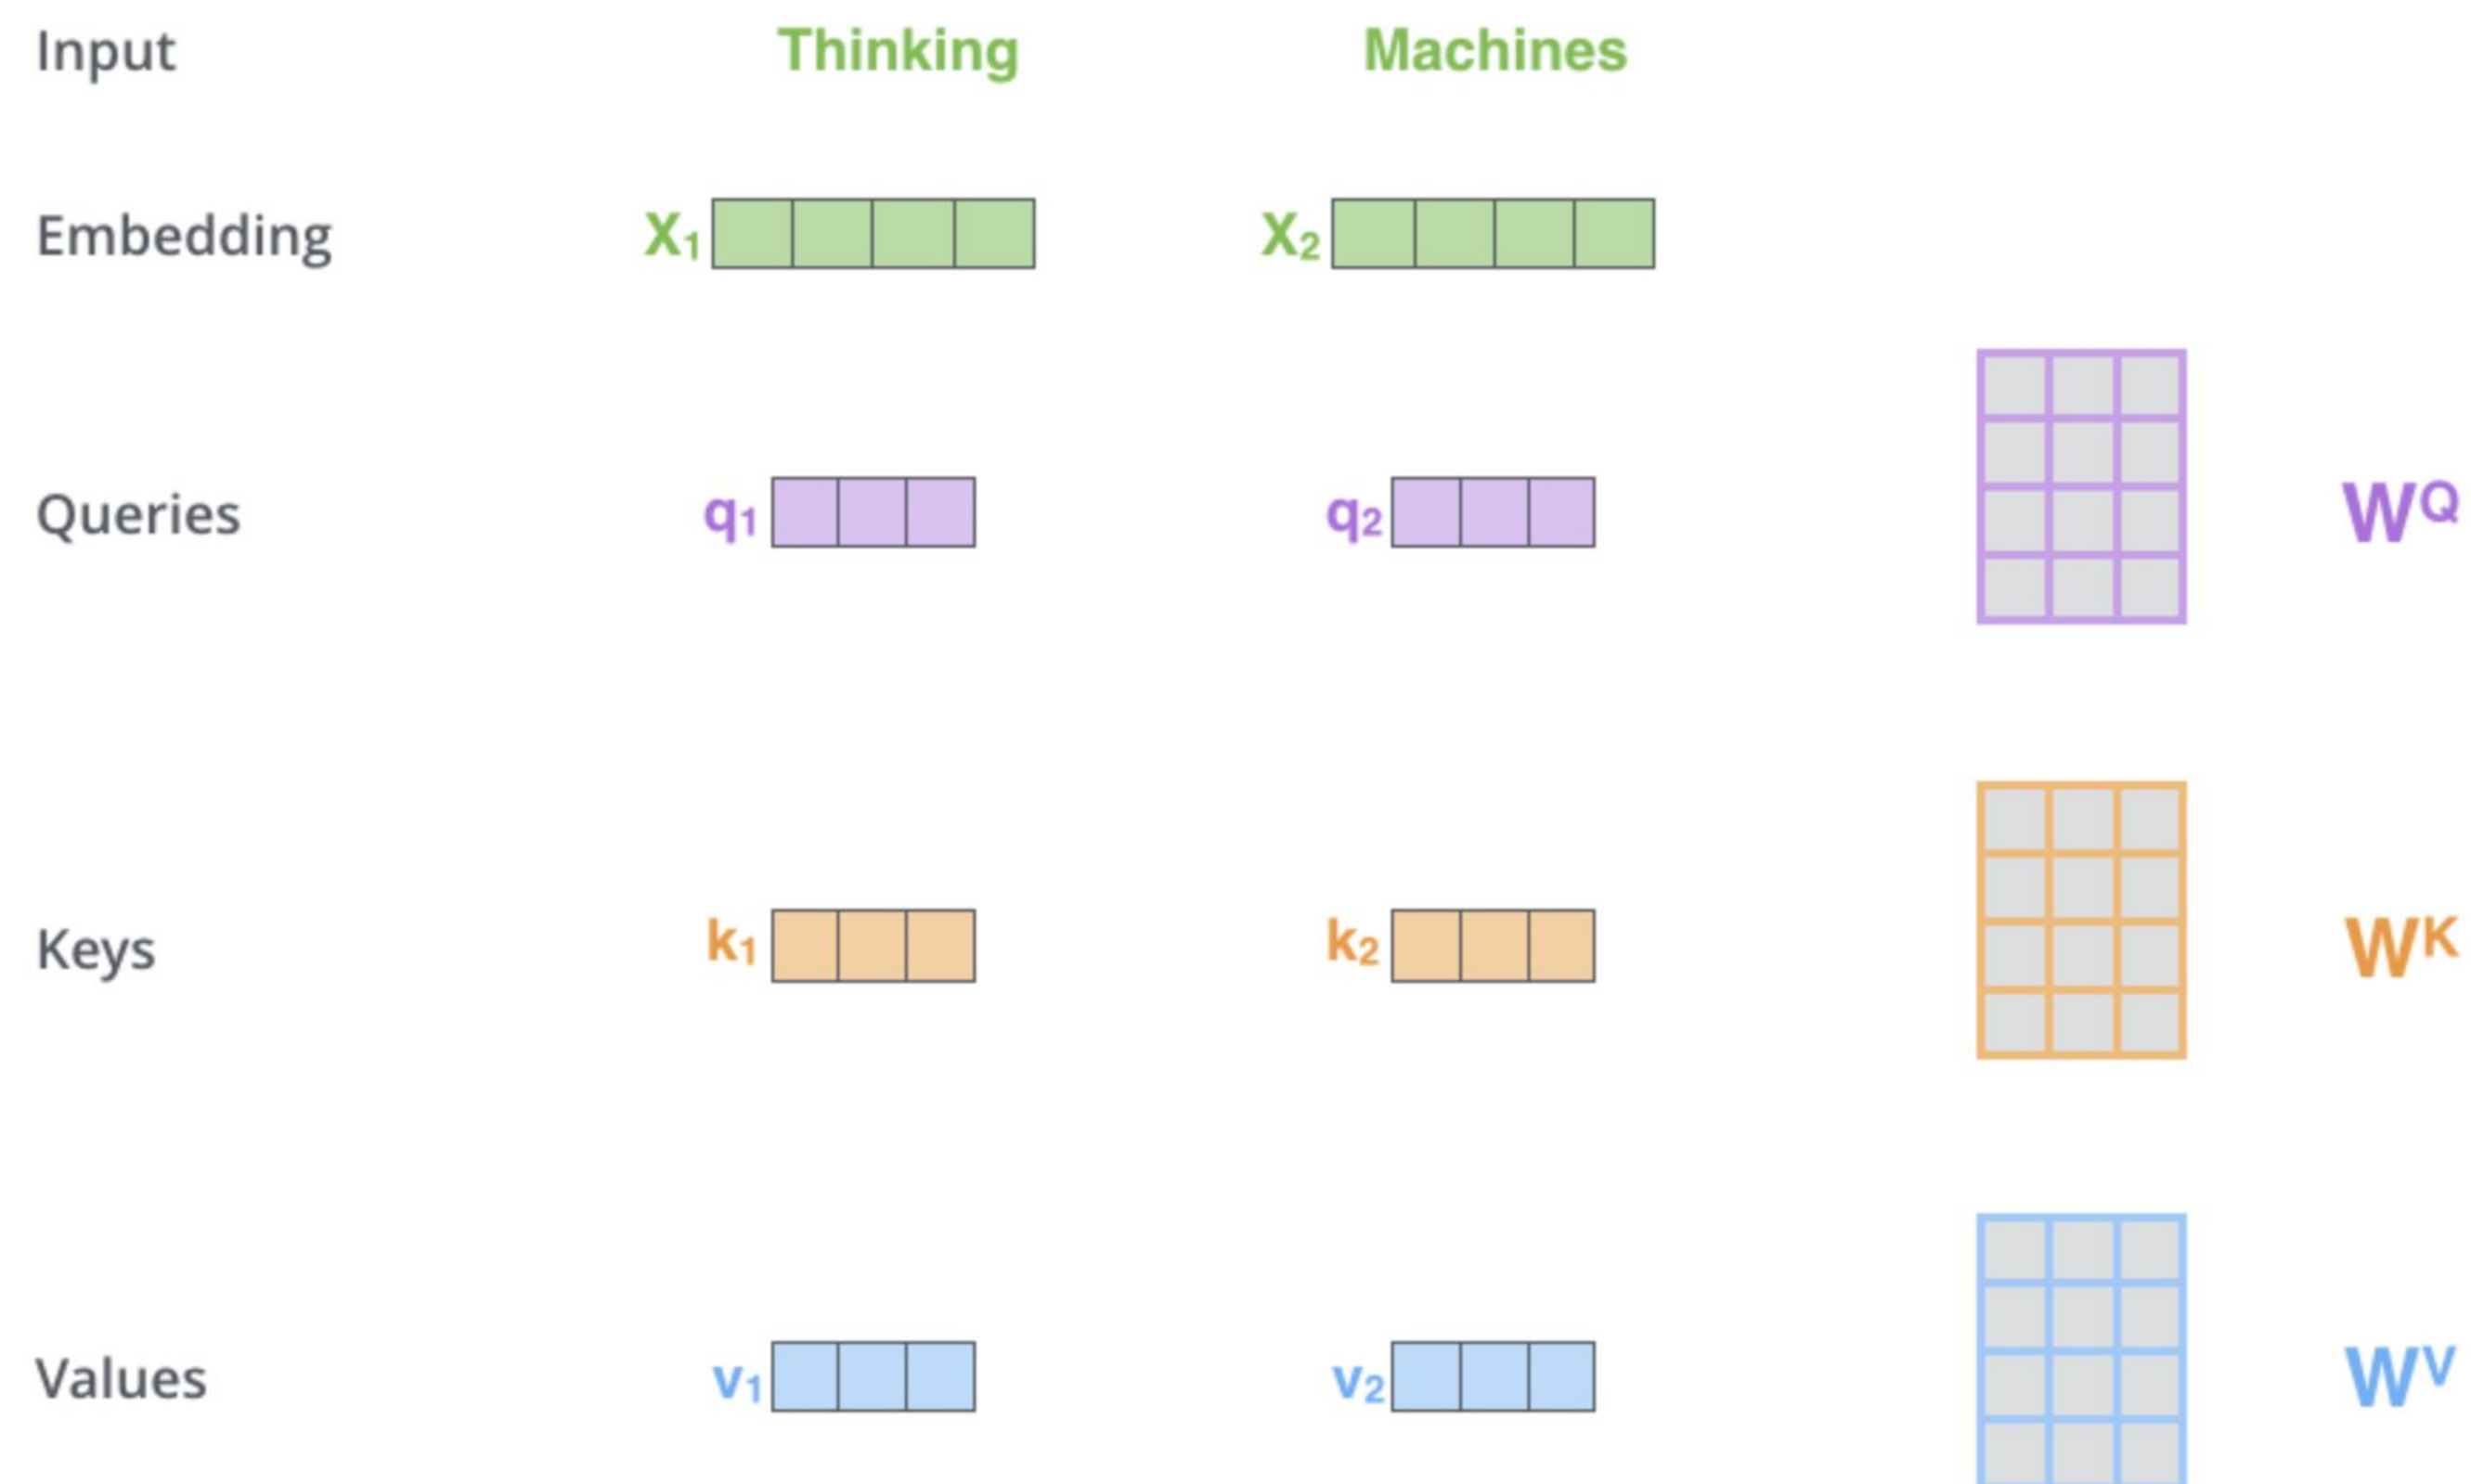 Input Thinking Machines
Embedding X1 X2
Queries q1 q2 WQ
Keys k1 k2 WK
Values v1 v2 WV